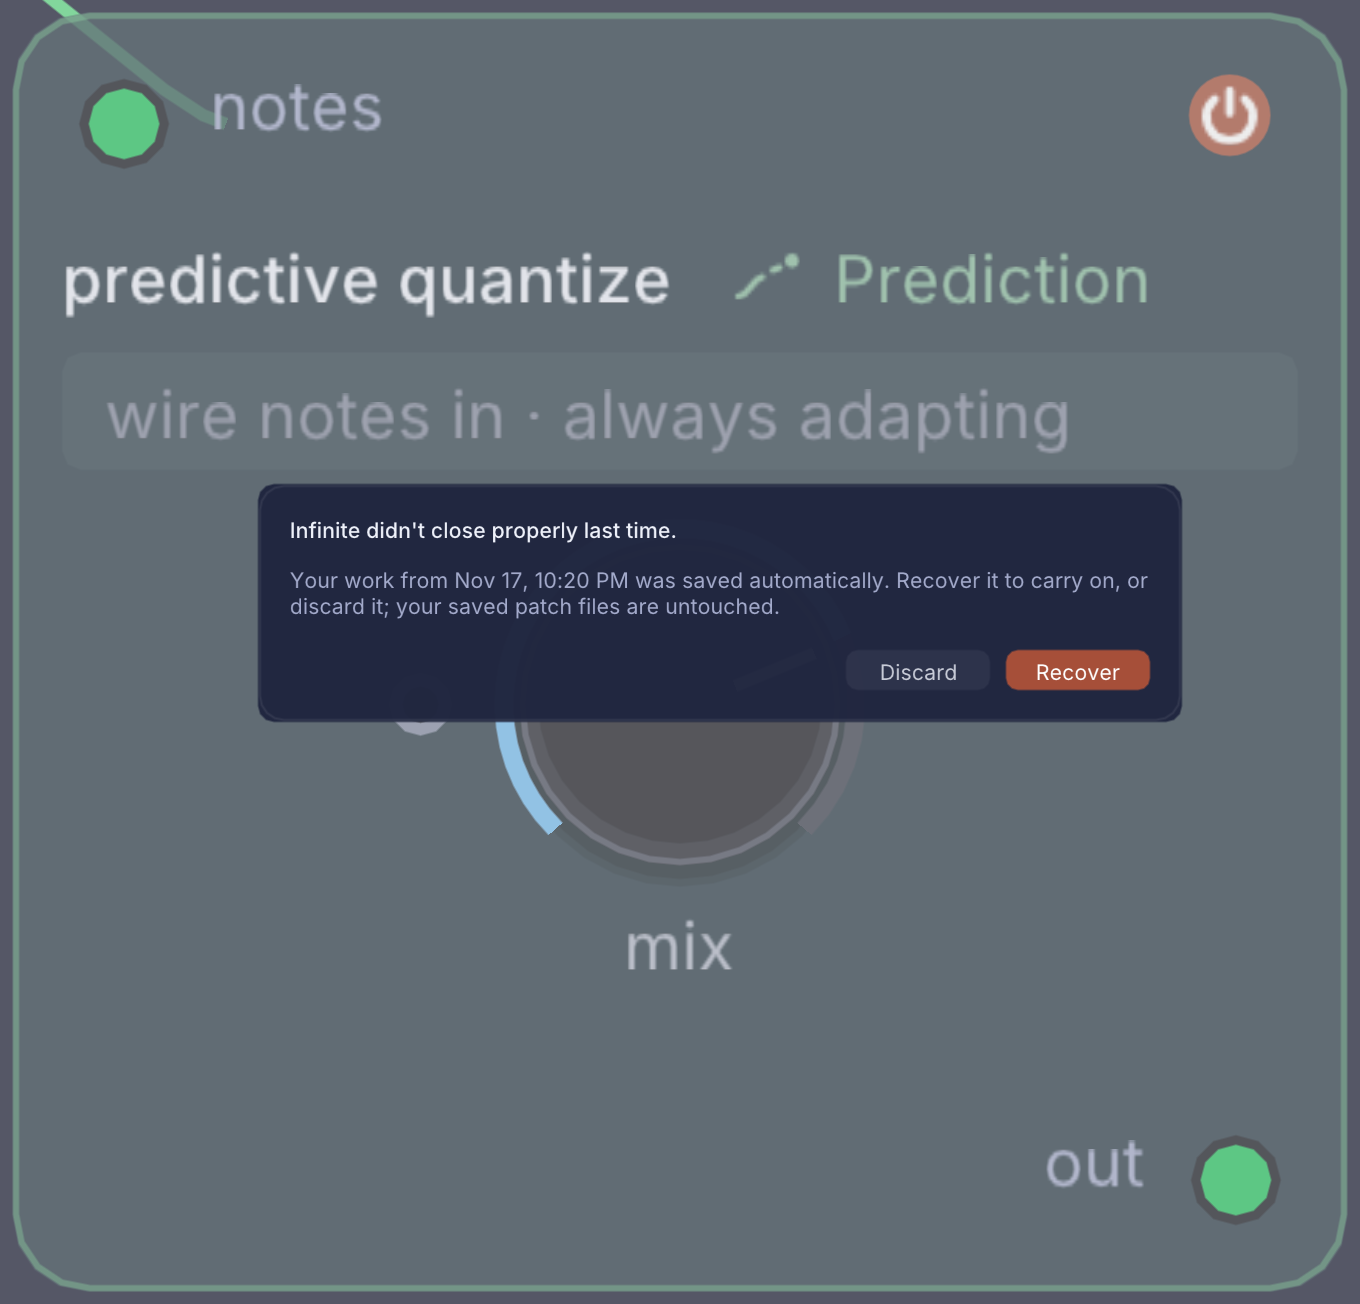 notes
predictive quantize Prediction
wire notes in · always adapting
Infinite didn't close properly last time.
Your work from Nov 17, 10:20 PM was saved automatically. Recover it to carry on, or
discard it; your saved patch files are untouched.
Discard Recover
mix
out